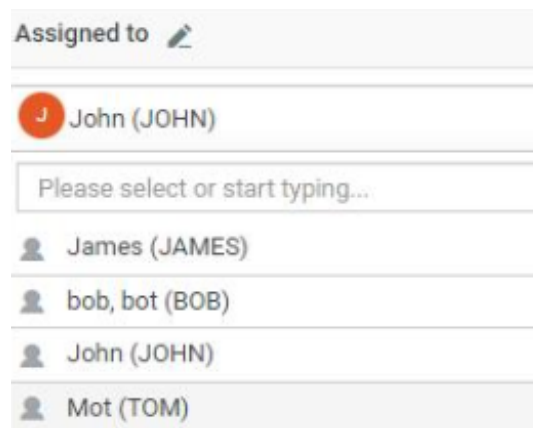 Assigned to
J John (JOHN)
Please select or start typing...
James (JAMES)
bob, bot (BOB)
John (JOHN)
Mot (TOM)